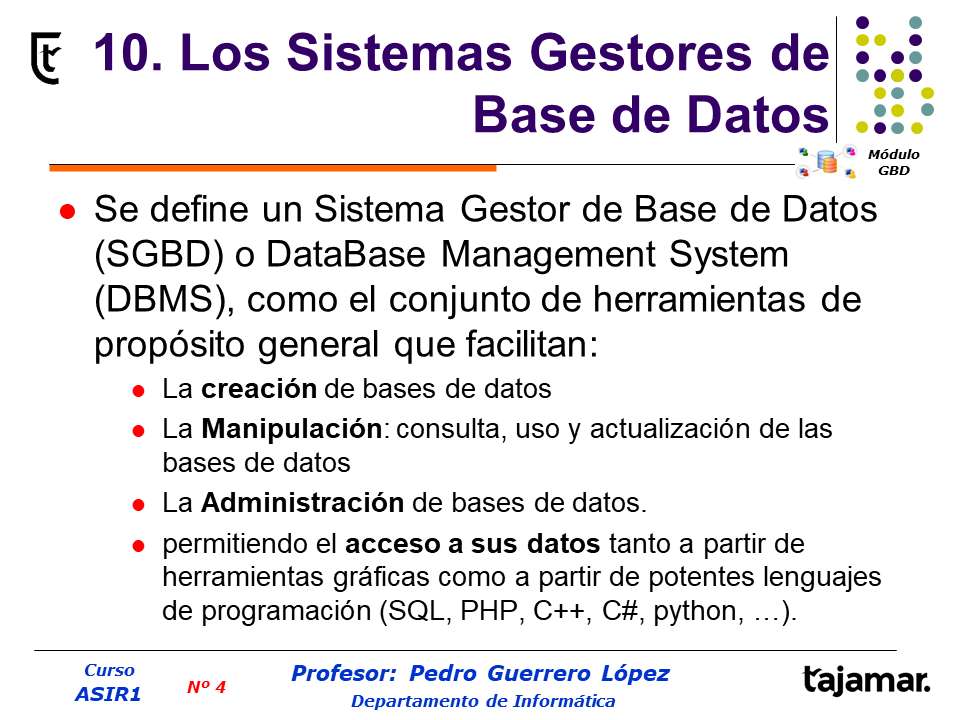 10. Los Sistemas Gestores de
Base de Datos
Módulo
GBD
Se define un Sistema Gestor de Base de Datos
(SGBD) o DataBase Management System
(DBMS), como el conjunto de herramientas de
propósito general que facilitan:
La creación de bases de datos
La Manipulación: consulta, uso y actualización de las
bases de datos
La Administración de bases de datos.
permitiendo el acceso a sus datos tanto a partir de
herramientas gráficas como a partir de potentes lenguajes
de programación (SQL, PHP, C++, C#, python, …).
Curso
ASIR1
Nº 4
Profesor: Pedro Guerrero López
Departamento de Informática
tajamar.